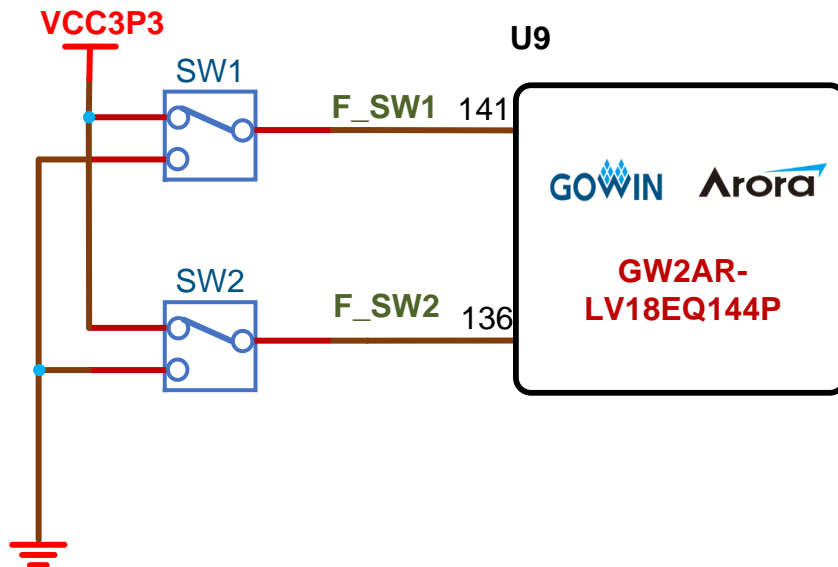 VCC3P3
U9
SW1
F_SW1
141
GOWIN
Arora
GW2AR-
LV18EQ144P
SW2
F_SW2
136